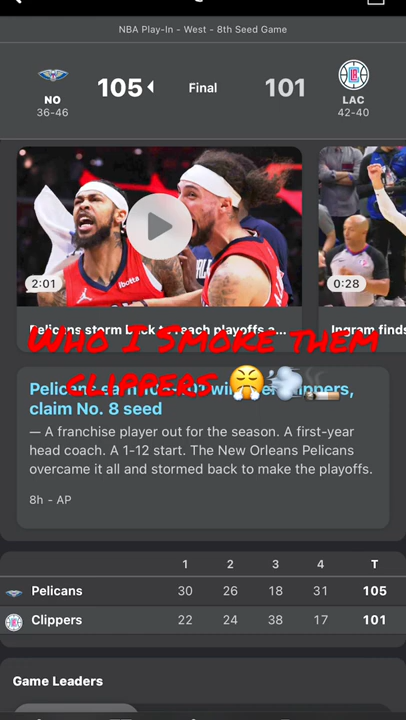 NBA Play-In - West - 8th Seed Game
NO
36-46
105
Final
101
LAC
42-40
ibotta
2:01
0:28
Pelicans storm back to reach playoffs a...
Ingram finds
WHO I SMOKE THEM
CLIPPERS 😤💨🚬
claim No. 8 seed
— A franchise player out for the season. A first-year
head coach. A 1-12 start. The New Orleans Pelicans
overcame it all and stormed back to make the playoffs.
8h - AP
1 2 3 4 T
Pelicans 30 26 18 31 105
Clippers 22 24 38 17 101
Game Leaders